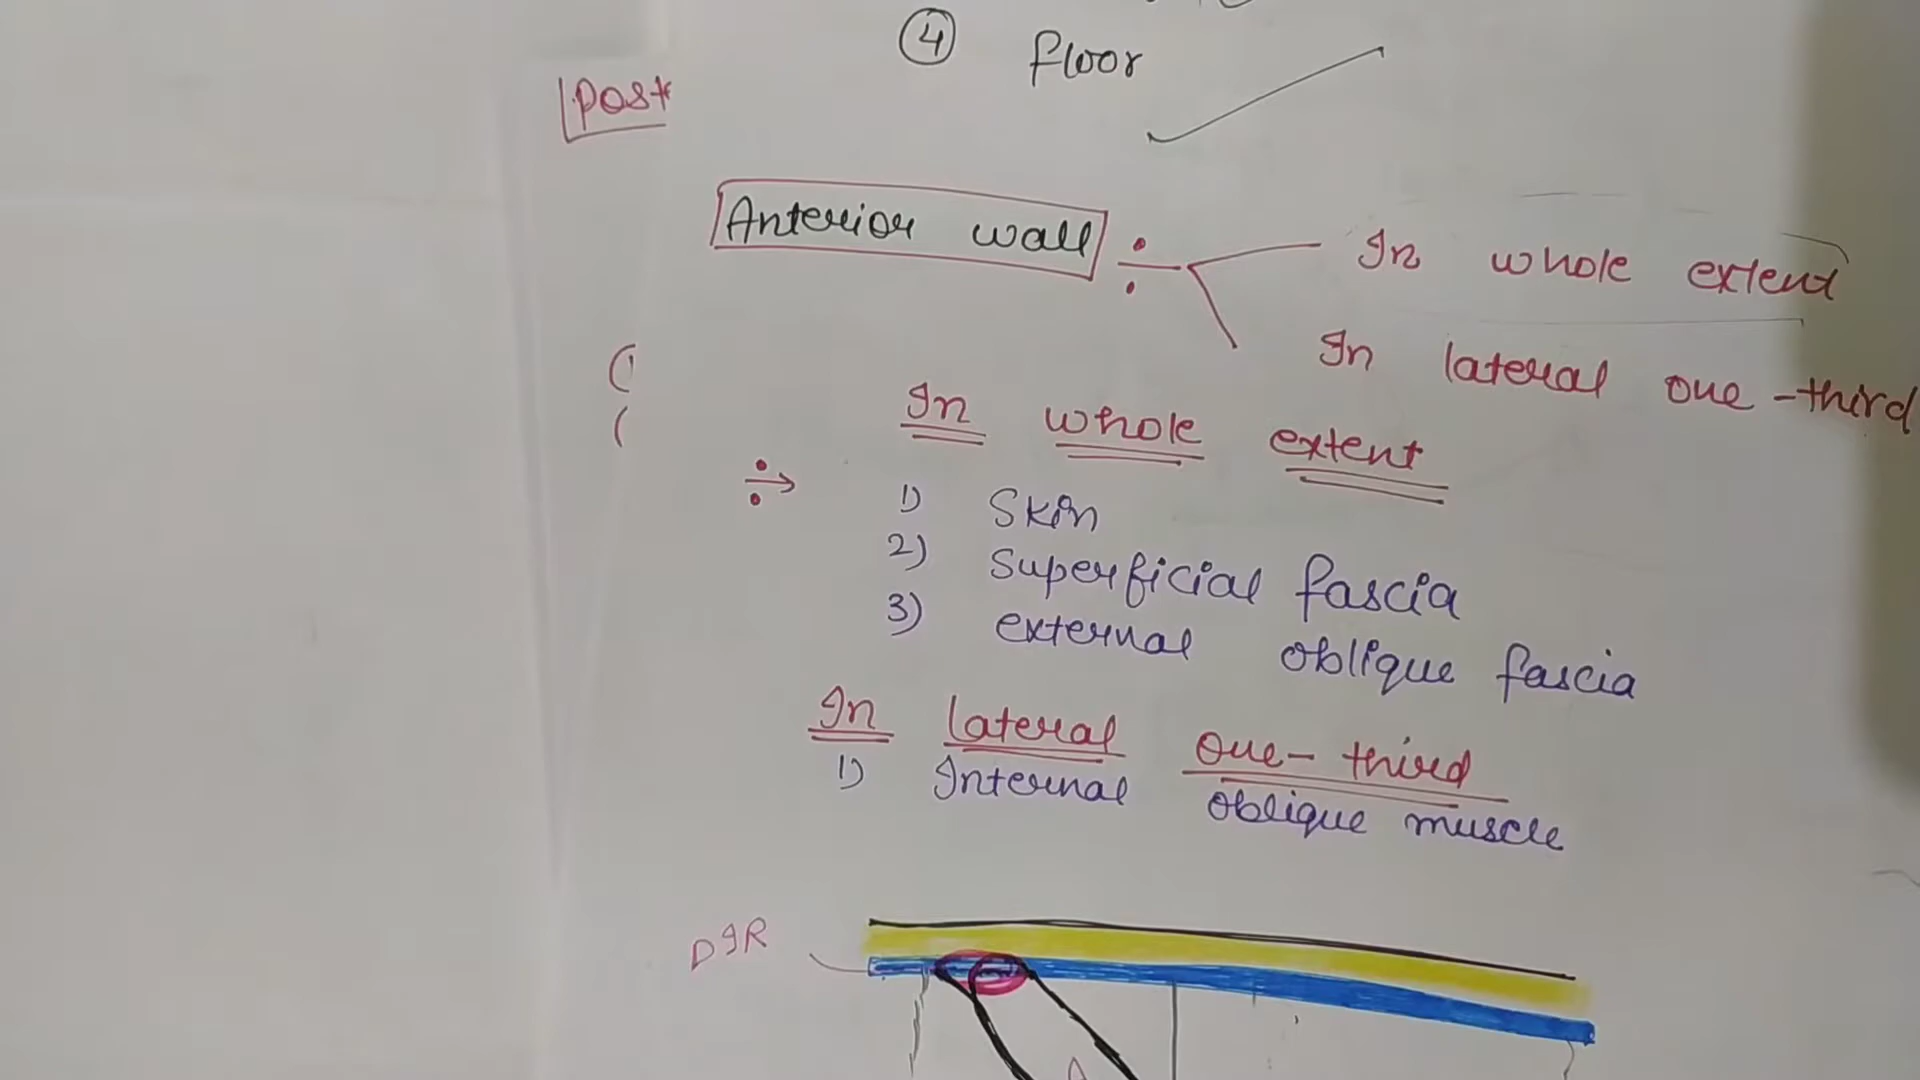 ④ floor
post
Anterior wall ÷ In whole extent
In lateral one-third
In whole extent
1) Skin
2) Superficial fascia
3) external oblique fascia
In lateral one-third
1) Internal oblique muscle
DIR